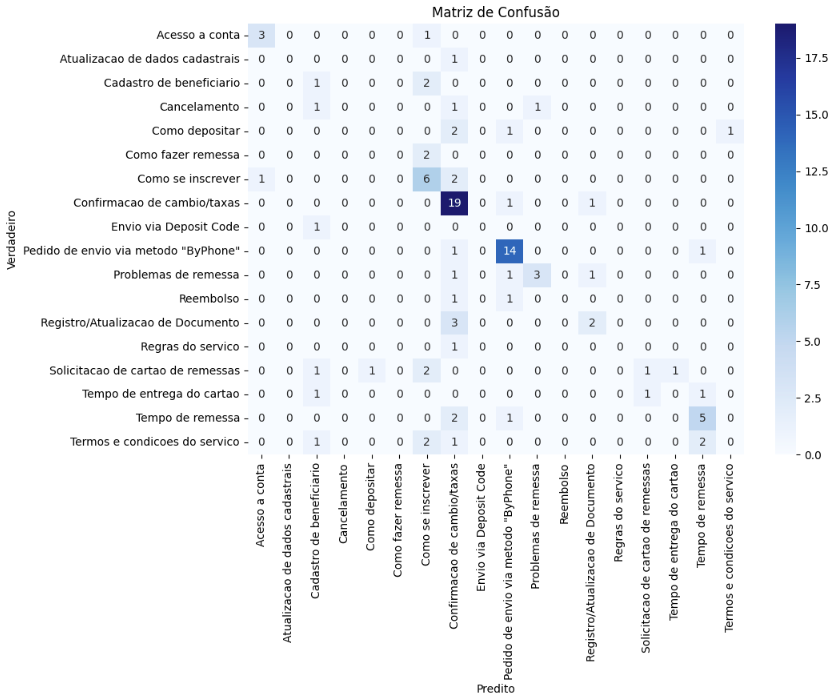 Matriz de Confusão
Acesso a conta 3 0 0 0 0 0 1 0 0 0 0 0 0 0 0 0 0 0
Atualizacao de dados cadastrais 0 0 0 0 0 0 0 1 0 0 0 0 0 0 0 0 0 0
Cadastro de beneficiario 0 0 1 0 0 0 2 0 0 0 0 0 0 0 0 0 0 0
Cancelamento 0 0 1 0 0 0 0 1 0 0 1 0 0 0 0 0 0 0
Como depositar 0 0 0 0 0 0 0 2 0 1 0 0 0 0 0 0 0 1
Como fazer remessa 0 0 0 0 0 0 2 0 0 0 0 0 0 0 0 0 0 0
Como se inscrever 1 0 0 0 0 0 6 2 0 0 0 0 0 0 0 0 0 0
Confirmacao de cambio/taxas 0 0 0 0 0 0 0 19 0 1 0 0 1 0 0 0 0 0
Envio via Deposit Code 0 0 1 0 0 0 0 0 0 0 0 0 0 0 0 0 0 0
Pedido de envio via metodo "ByPhone" 0 0 0 0 0 0 0 1 0 14 0 0 0 0 0 0 1 0
Problemas de remessa 0 0 0 0 0 0 0 1 0 1 3 0 1 0 0 0 0 0
Reembolso 0 0 0 0 0 0 0 1 0 1 0 0 0 0 0 0 0 0
Registro/Atualizacao de Documento 0 0 0 0 0 0 0 3 0 0 0 0 2 0 0 0 0 0
Regras do servico 0 0 0 0 0 0 0 1 0 0 0 0 0 0 0 0 0 0
Solicitacao de cartao de remessas 0 0 1 0 1 0 2 0 0 0 0 0 0 0 1 1 0 0
Tempo de entrega do cartao 0 0 1 0 0 0 0 0 0 0 0 0 0 0 1 0 1 0
Tempo de remessa 0 0 0 0 0 0 0 2 0 1 0 0 0 0 0 0 5 0
Termos e condicoes do servico 0 0 1 0 0 0 2 1 0 0 0 0 0 0 0 0 2 0
Verdadeiro
Acesso a conta
Atualizacao de dados cadastrais
Cadastro de beneficiario
Cancelamento
Como depositar
Como fazer remessa
Como se inscrever
Confirmacao de cambio/taxas
Envio via Deposit Code
Pedido de envio via metodo "ByPhone"
Problemas de remessa
Reembolso
Registro/Atualizacao de Documento
Regras do servico
Solicitacao de cartao de remessas
Tempo de entrega do cartao
Tempo de remessa
Termos e condicoes do servico
Predito
17.5
15.0
12.5
10.0
7.5
5.0
2.5
0.0